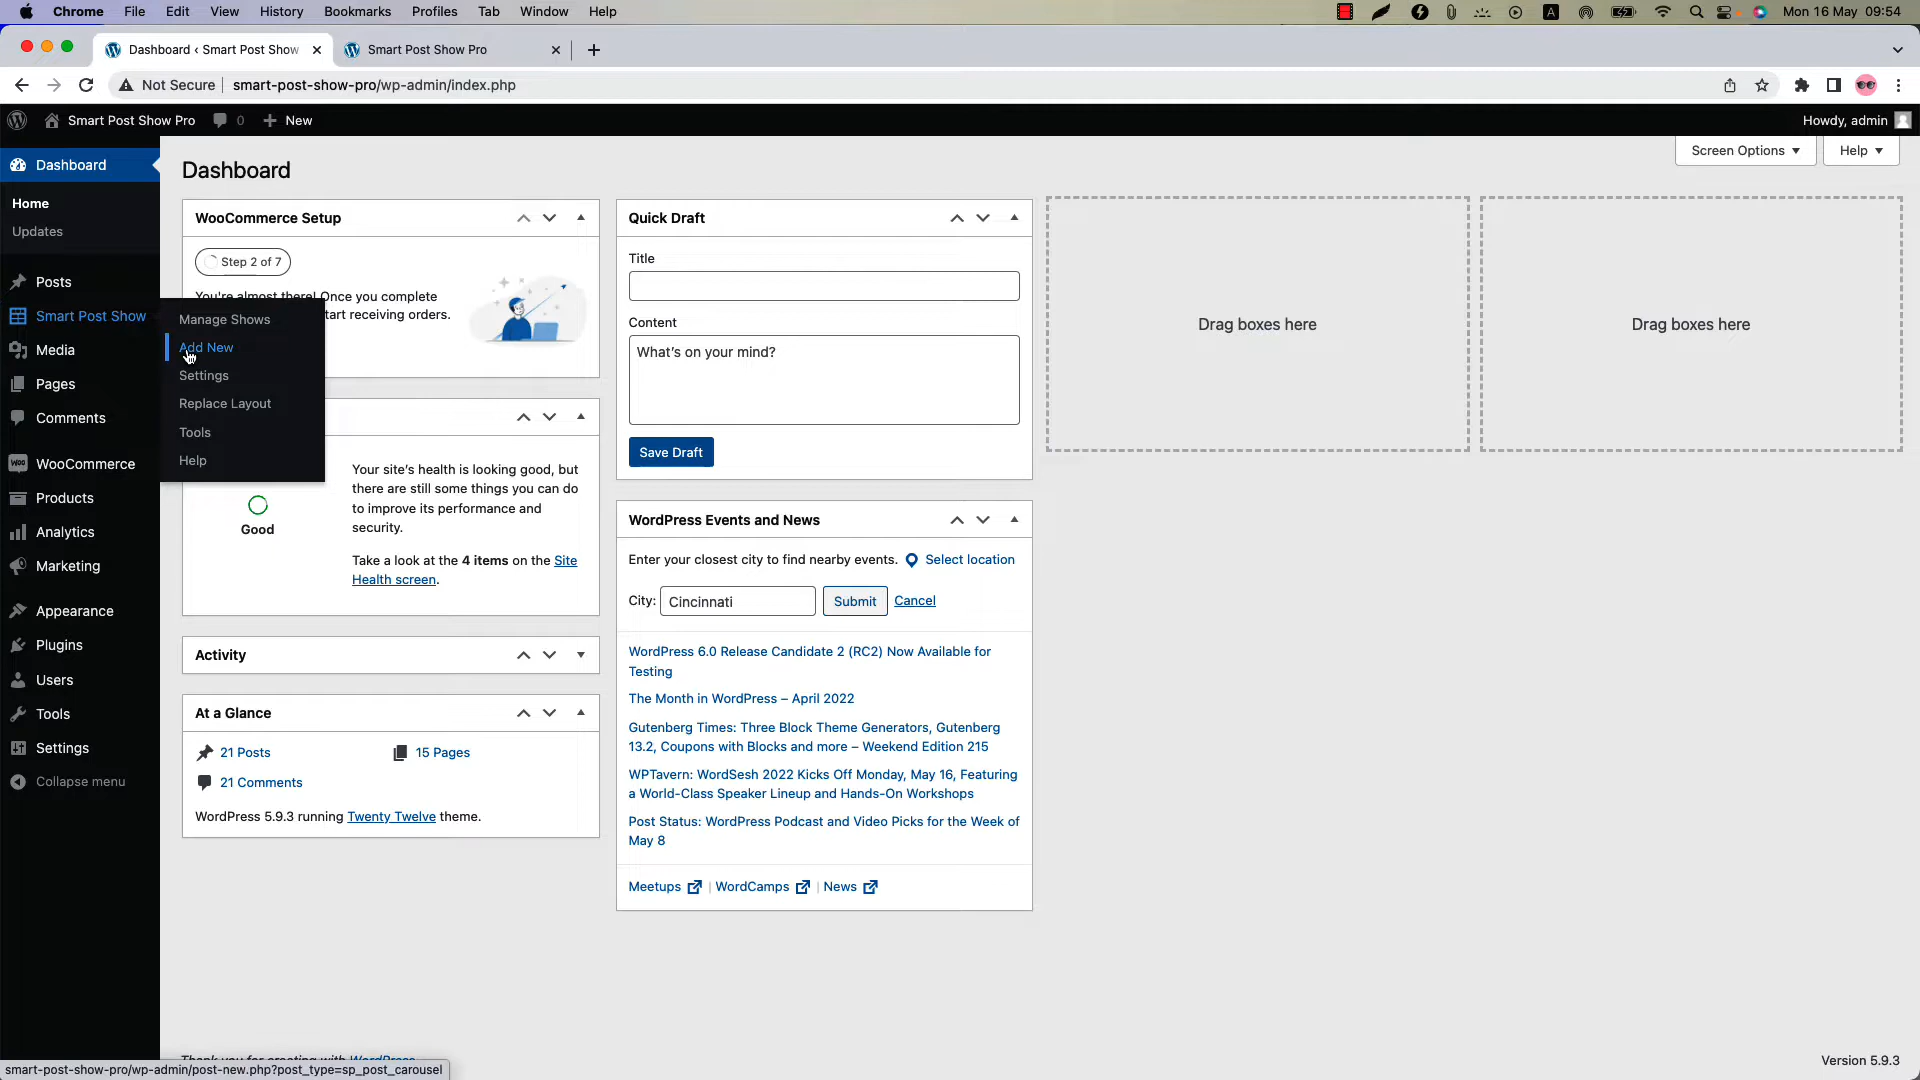 Chrome File Edit View History Bookmarks Profiles Tab Window Help A Mon 16 May 09:54
Dashboard ‹ Smart Post Show Smart Post Show Pro
Not Secure smart-post-show-pro/wp-admin/index.php
Smart Post Show Pro 0 New Howdy, admin
Screen Options Help
Dashboard
Home
Updates
Posts
Smart Post Show
Media
Pages
Comments
WooCommerce
Products
Analytics
Marketing
Appearance
Plugins
Users
Tools
Settings
Collapse menu
Manage Shows
Add New
Settings
Replace Layout
Tools
Help
Dashboard
WooCommerce Setup
Step 2 of 7
You're almost there! Once you complete
tart receiving orders.
Good
Your site's health is looking good, but
there are still some things you can do
to improve its performance and
security.
Take a look at the 4 items on the Site
Health screen.
Activity
At a Glance
21 Posts 15 Pages
21 Comments
WordPress 5.9.3 running Twenty Twelve theme.
Quick Draft
Title
Content
What's on your mind?
Save Draft
WordPress Events and News
Enter your closest city to find nearby events. Select location
City: Cincinnati Submit Cancel
WordPress 6.0 Release Candidate 2 (RC2) Now Available for
Testing
The Month in WordPress – April 2022
Gutenberg Times: Three Block Theme Generators, Gutenberg
13.2, Coupons with Blocks and more – Weekend Edition 215
WPTavern: WordSesh 2022 Kicks Off Monday, May 16, Featuring
a World-Class Speaker Lineup and Hands-On Workshops
Post Status: WordPress Podcast and Video Picks for the Week of
May 8
Meetups | WordCamps | News
Drag boxes here
Drag boxes here
Thank you for creating with WordPress.
Version 5.9.3
smart-post-show-pro/wp-admin/post-new.php?post_type=sp_post_carousel